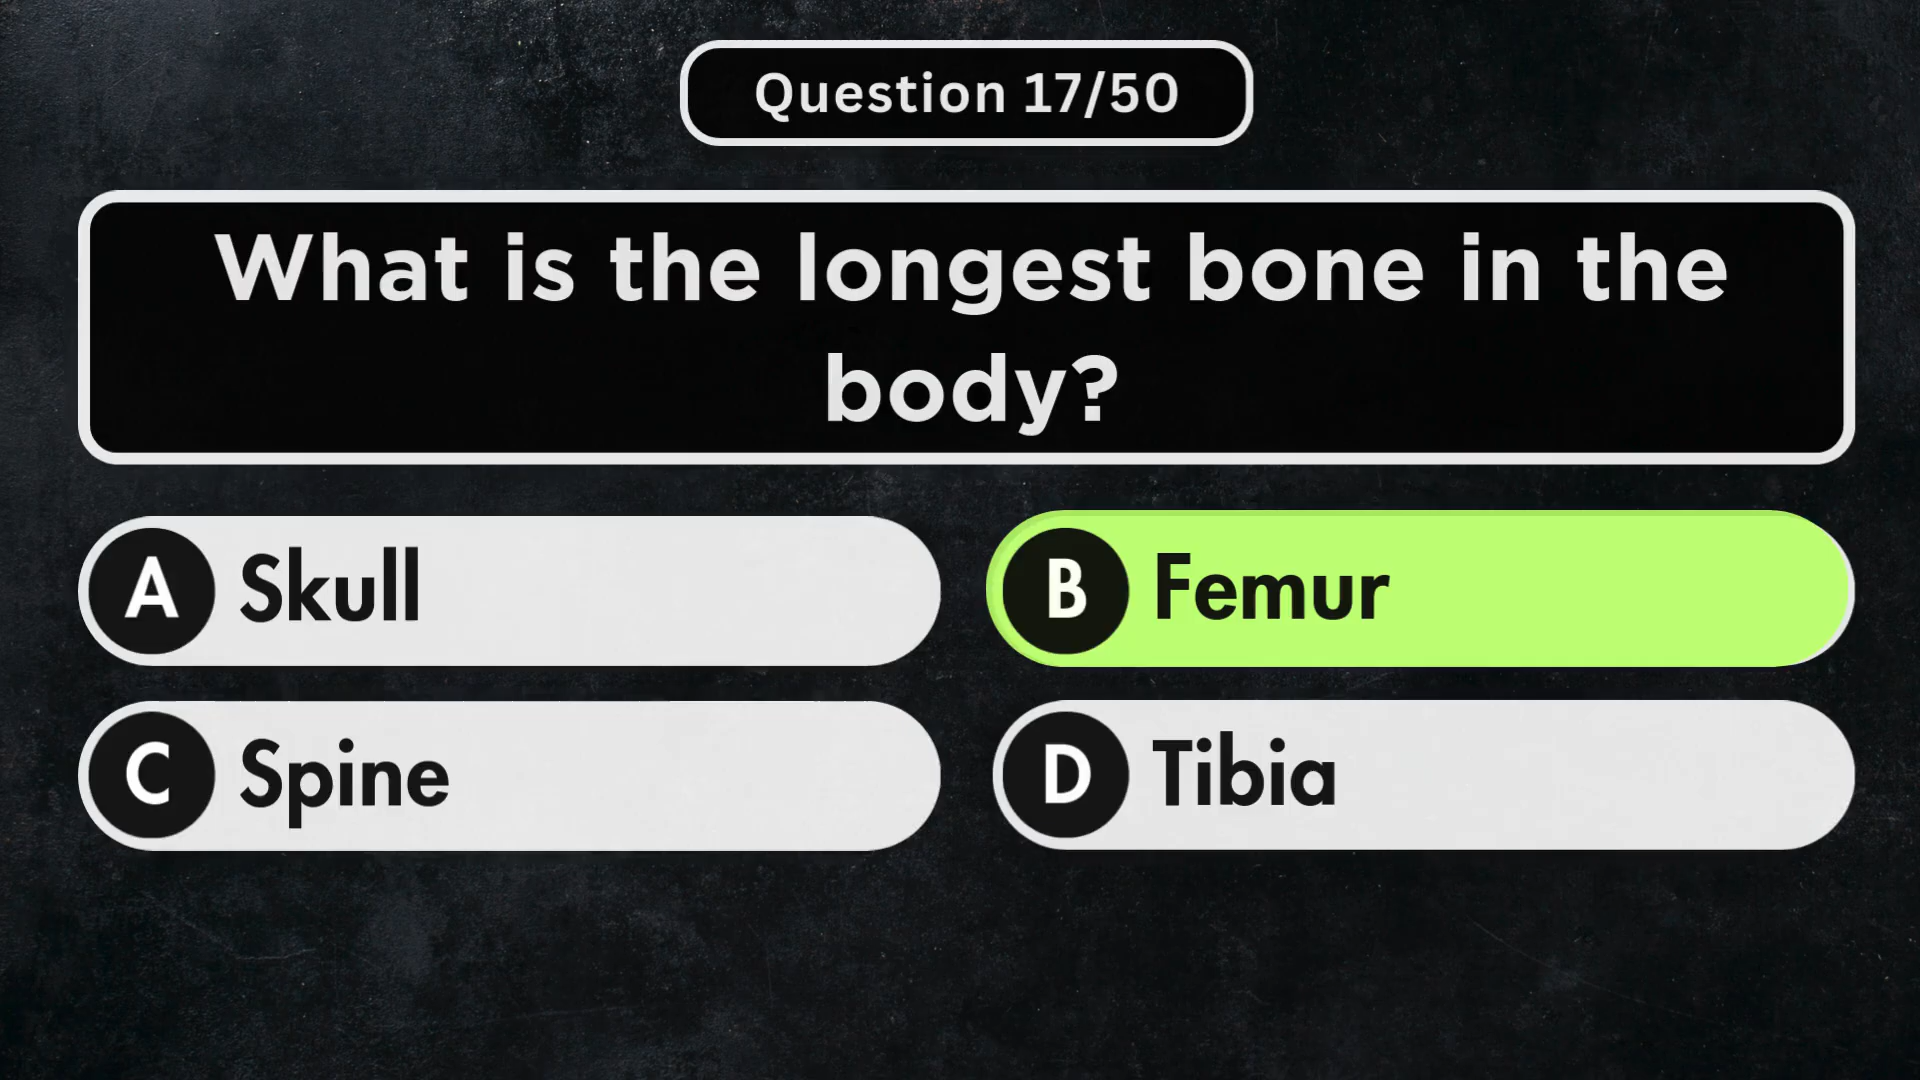 Question 17/50
What is the longest bone in the
body?
A Skull
B Femur
C Spine
D Tibia